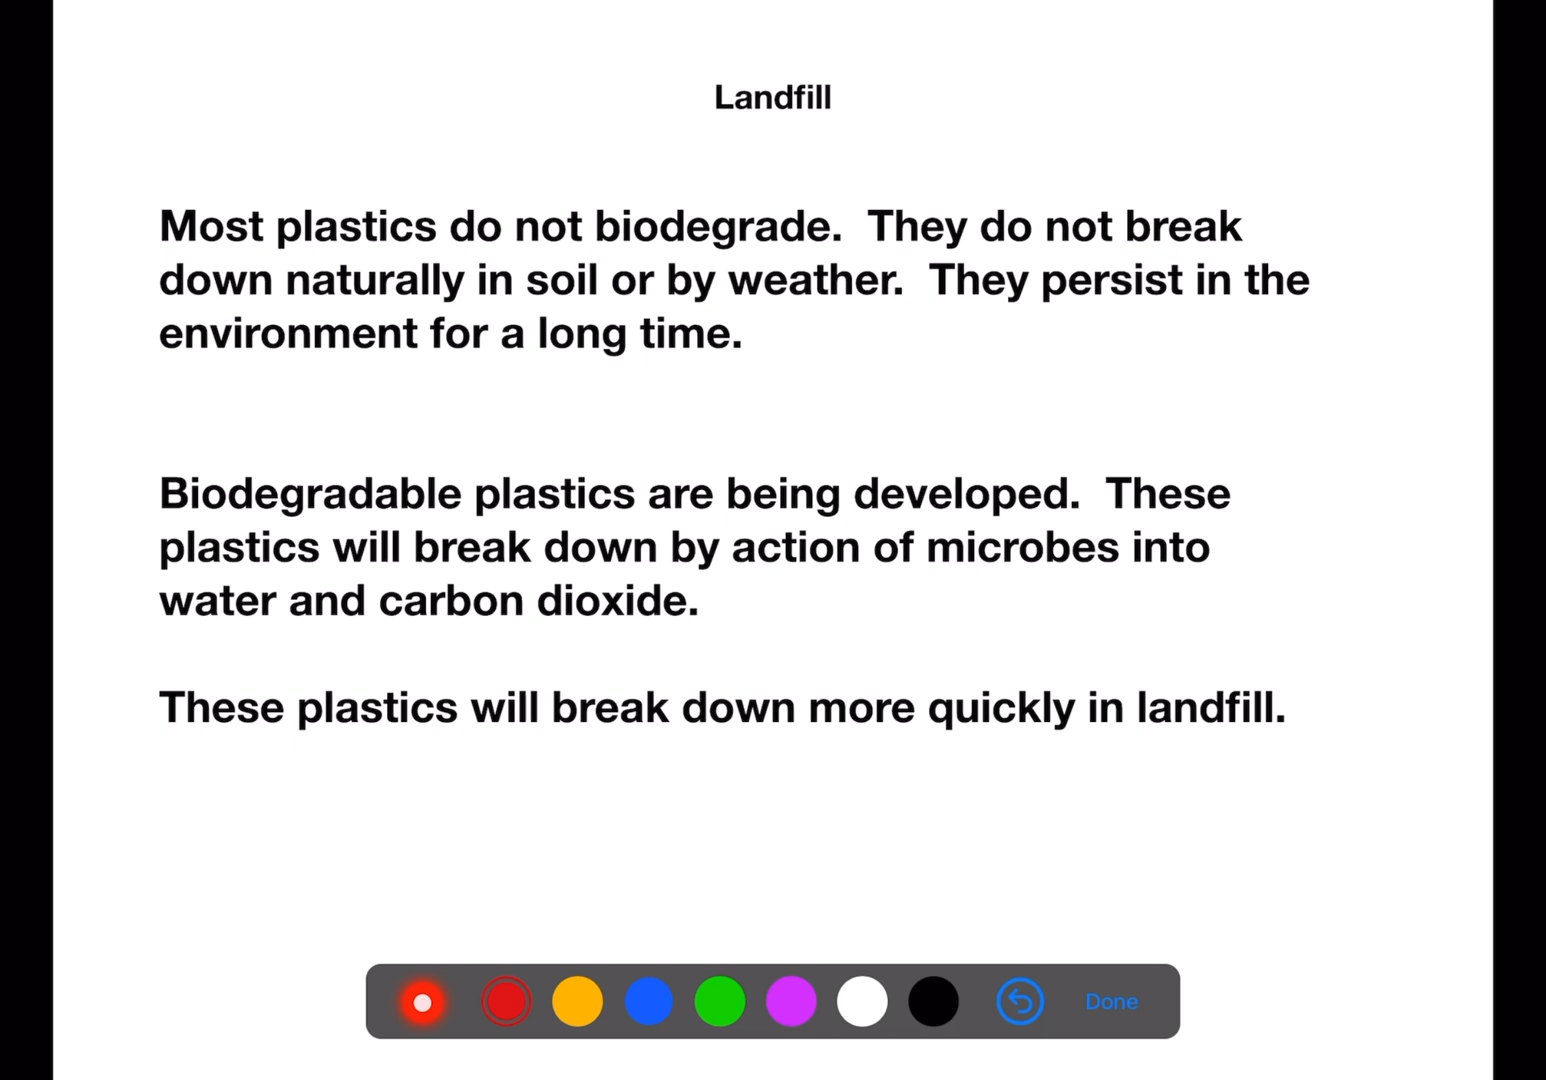 Landfill
Most plastics do not biodegrade.  They do not break
down naturally in soil or by weather.  They persist in the
environment for a long time.
Biodegradable plastics are being developed.  These
plastics will break down by action of microbes into
water and carbon dioxide.
These plastics will break down more quickly in landfill.
Done